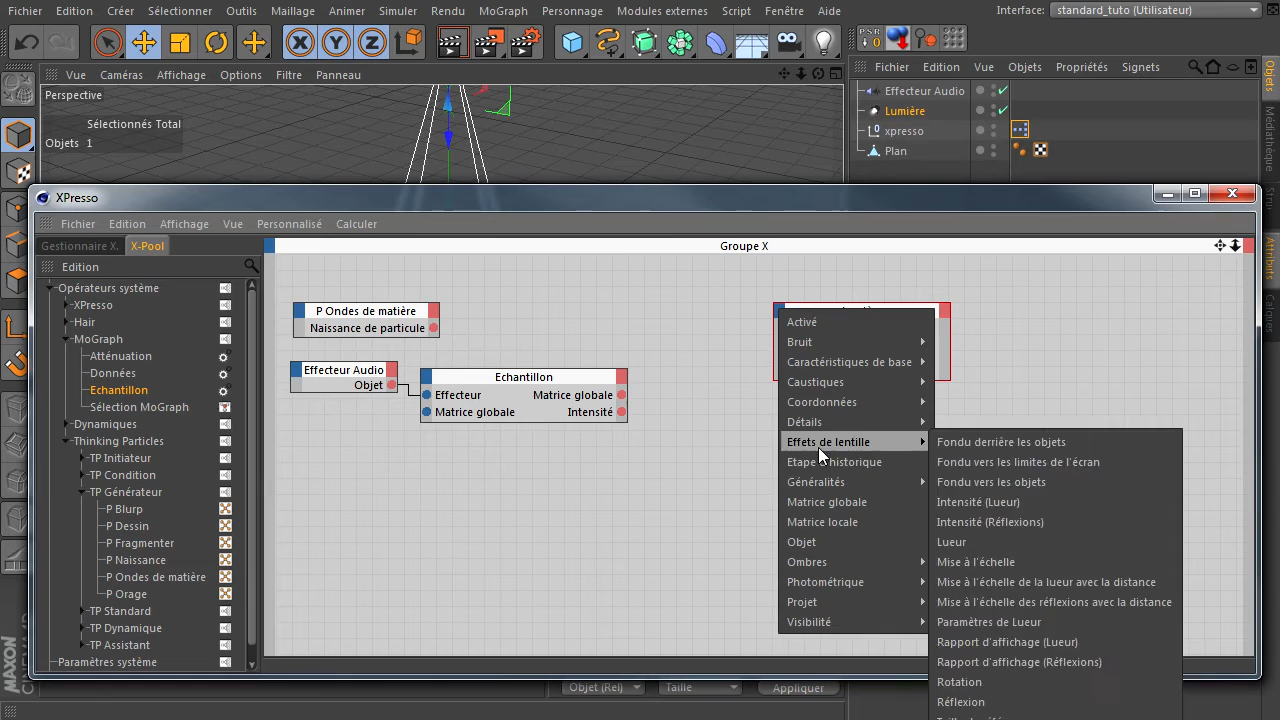 Fichier Edition Créer Sélectionner Outils Maillage Animer Simuler Rendu MoGraph Personnage Modules externes Script Fenêtre Aide
Interface: standard_tuto (Utilisateur)
X Y Z
PSR
Vue Caméras Affichage Options Filtre Panneau
Fichier Edition Vue Objets Propriétés Signets
Perspective
Sélectionnés Total
Objets 1
Effecteur Audio
Lumière
xpresso
Plan
Objets
Médiathèque
Calques
Attributs
XPresso
Fichier Edition Affichage Vue Personnalisé Calculer
Gestionnaire X. X-Pool
Groupe X
Edition
Opérateurs système
XPresso
Hair
MoGraph
Atténuation
Données
Echantillon
Sélection MoGraph
Dynamiques
Thinking Particles
TP Initiateur
TP Condition
TP Générateur
P Blurp
P Dessin
P Fragmenter
P Naissance
P Ondes de matière
P Orage
TP Standard
TP Dynamique
TP Assistant
Paramètres système
P Ondes de matière
Naissance de particule
Effecteur Audio
Objet
Echantillon
Effecteur Matrice globale
Matrice globale Intensité
Activé
Bruit
Caractéristiques de base
Caustiques
Coordonnées
Détails
Effets de lentille
Etape historique
Généralités
Matrice globale
Matrice locale
Objet
Ombres
Photométrique
Projet
Visibilité
Fondu derrière les objets
Fondu vers les limites de l'écran
Fondu vers les objets
Intensité (Lueur)
Intensité (Réflexions)
Lueur
Mise à l'échelle
Mise à l'échelle de la lueur avec la distance
Mise à l'échelle des réflexions avec la distance
Paramètres de Lueur
Rapport d'affichage (Lueur)
Rapport d'affichage (Réflexions)
Rotation
Réflexion
Objet (Rel) Taille Appliquer
MAXON